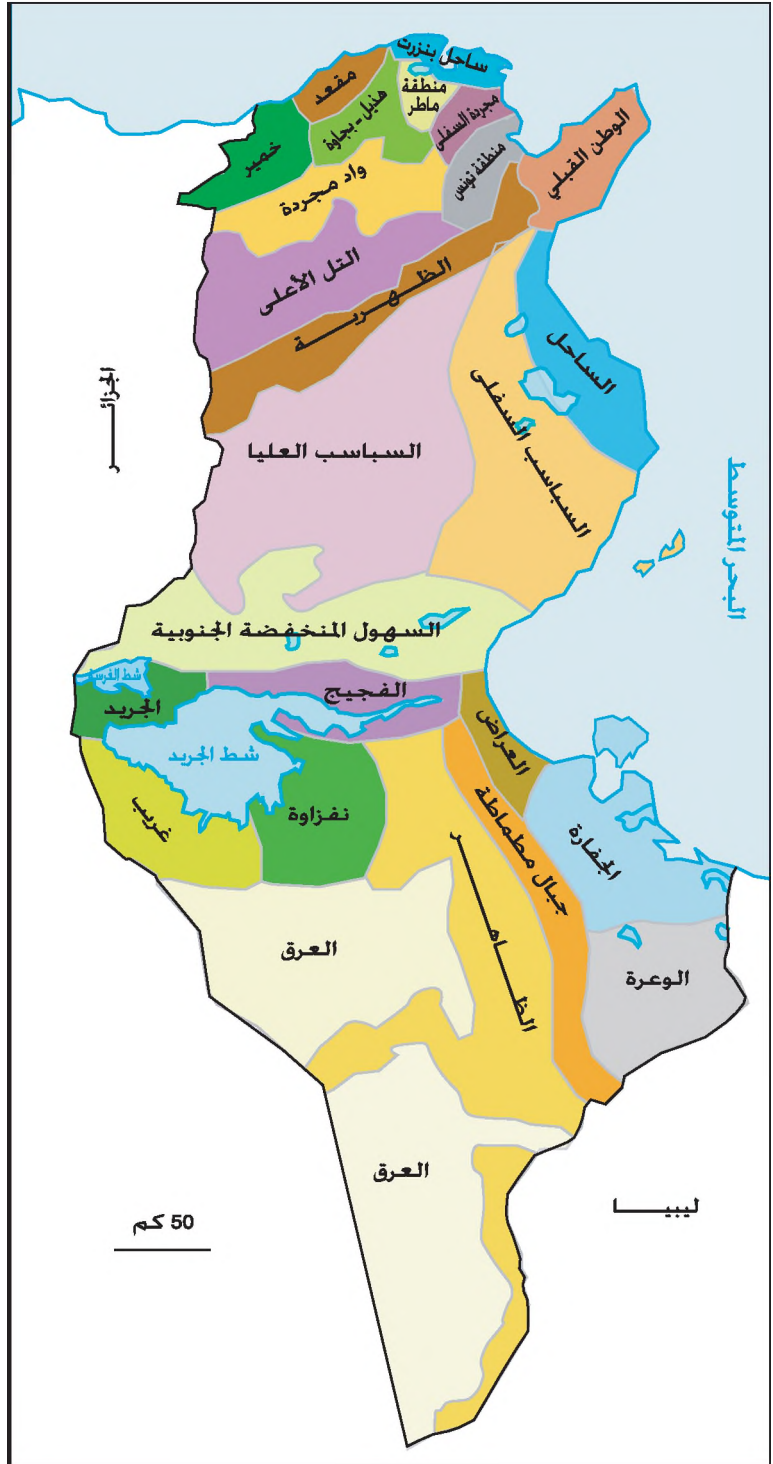 ساحل بنزرت
مقعد
منطقة
ماطر
هذيل - بجاوة
مجردة السفلى
الوطن القبلي
خمير
منطقة تونس
واد مجردة
التل الأعلى
الظهرية
الساحل
الجزائر
السباسب العليا
السباسب السفلى
البحر المتوسط
السهول المنخفضة الجنوبية
شط الفرسة
الجريد
الفجيج
العراض
شط الجريد
غريب
نفزاوة
جبال مطماطة
الجفارة
الظاهر
العرق
الوعرة
العرق
ليبيا
50 كم